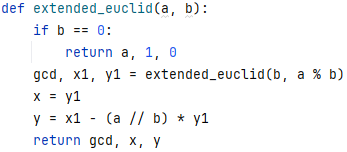 def extended_euclid(a, b):
    if b == 0:
        return a, 1, 0
    gcd, x1, y1 = extended_euclid(b, a % b)
    x = y1
    y = x1 - (a // b) * y1
    return gcd, x, y